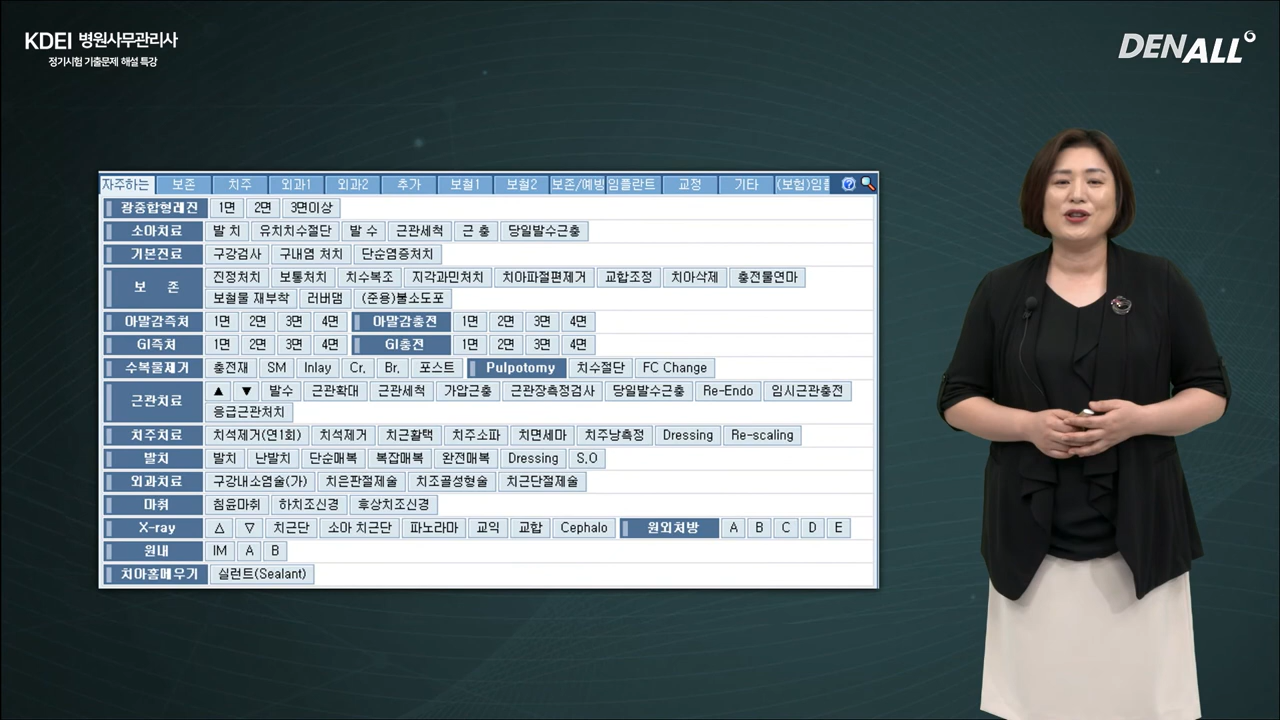 KDEI 병원사무관리사
정기시험 기출문제 해설 특강
DENALL
자주하는 보존 치주 외과1 외과2 추가 보철1 보철2 보존/예방 임플란트 교정 기타 (보험)임플
광중합형레진 1면 2면 3면이상
소아치료 발 치 유치치수절단 발 수 근관세척 근 충 당일발수근충
기본진료 구강검사 구내염 처치 단순염증처치
보 존 진정처치 보통처치 치수복조 지각과민처치 치아파절편제거 교합조정 치아삭제 충전물연마
보철물 재부착 러버댐 (준용)불소도포
아말감즉처 1면 2면 3면 4면 아말감충전 1면 2면 3면 4면
GI즉처 1면 2면 3면 4면 GI충전 1면 2면 3면 4면
수복물제거 충전재 SM Inlay Cr. Br. 포스트 Pulpotomy 치수절단 FC Change
근관치료 ▲ ▼ 발수 근관확대 근관세척 가압근충 근관장측정검사 당일발수근충 Re-Endo 임시근관충전
응급근관처치
치주치료 치석제거(연1회) 치석제거 치근활택 치주소파 치면세마 치주낭측정 Dressing Re-scaling
발치 발치 난발치 단순매복 복잡매복 완전매복 Dressing S.O
외과치료 구강내소염술(가) 치은판절제술 치조골성형술 치근단절제술
마취 침윤마취 하치조신경 후상치조신경
X-ray △ ▽ 치근단 소아 치근단 파노라마 교익 교합 Cephalo 원외처방 A B C D E
원내 IM A B
치아홈메우기 실런트(Sealant)